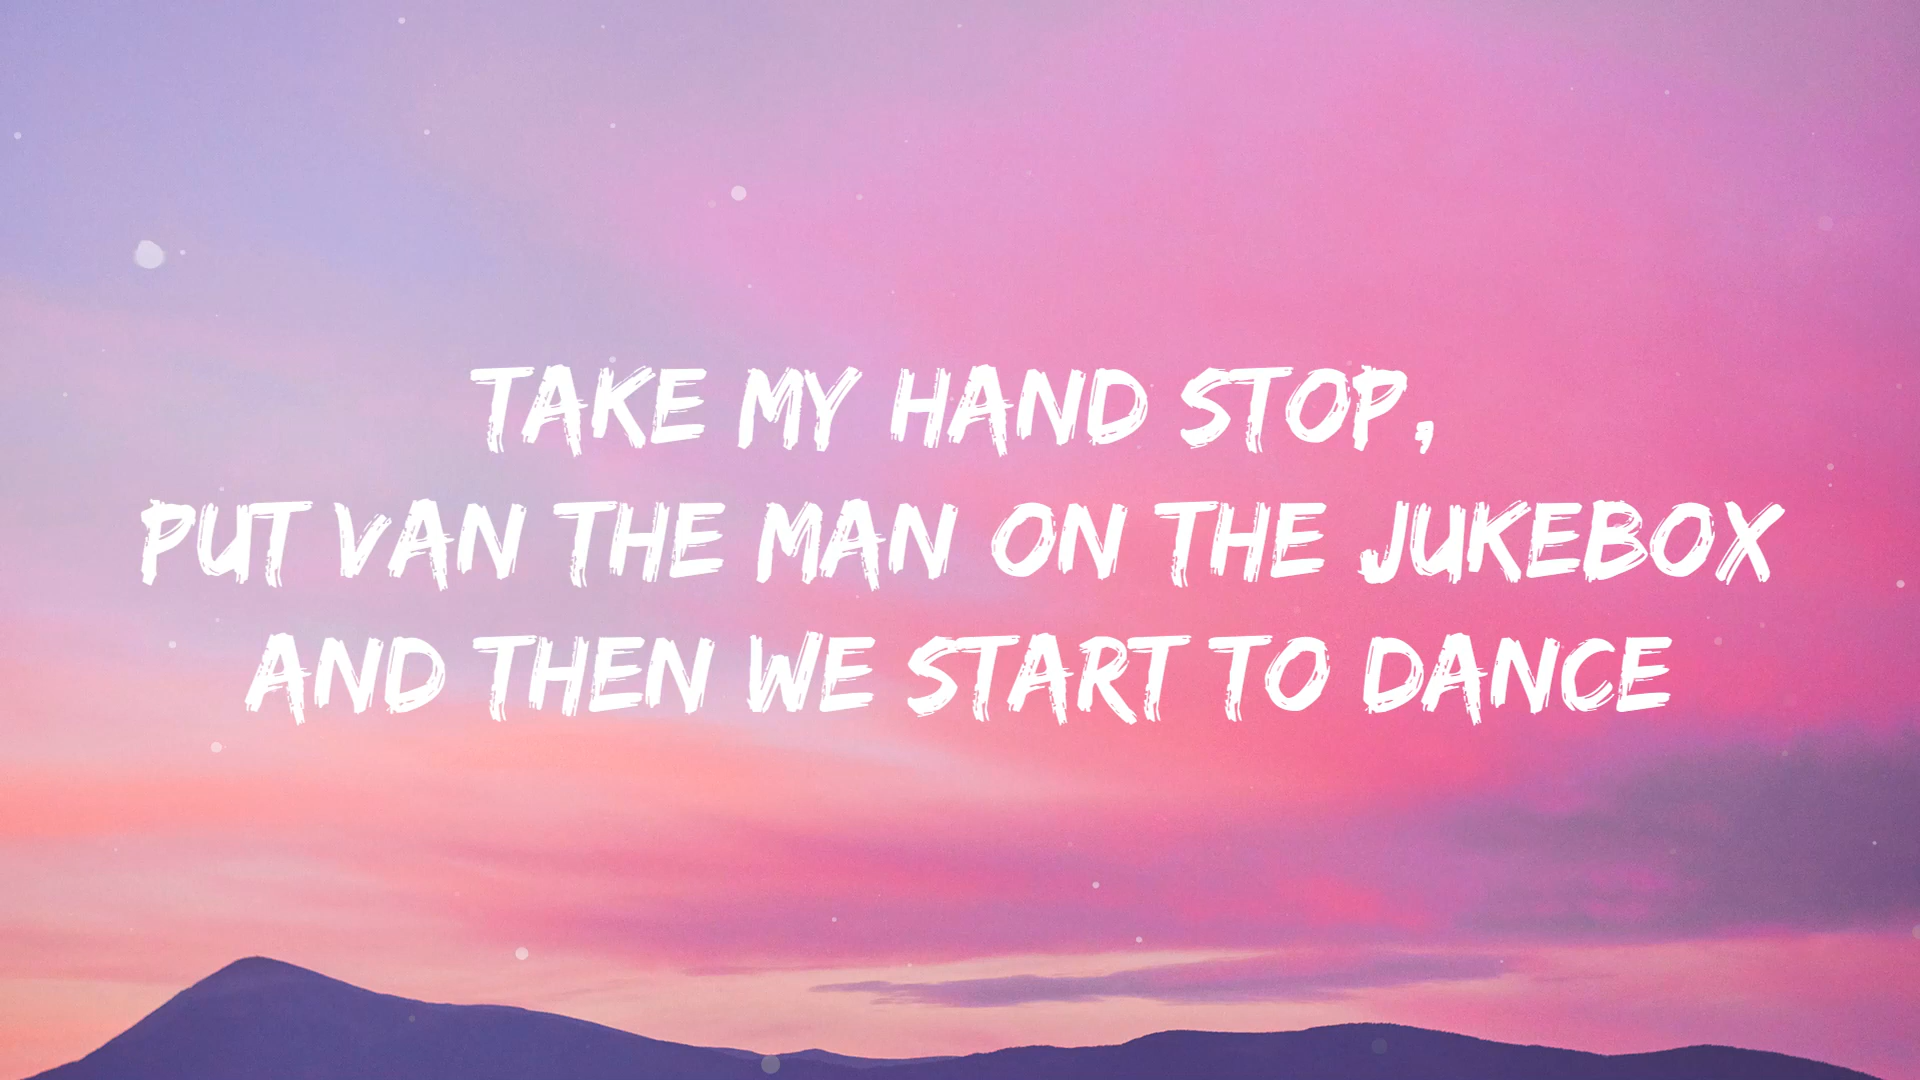 TAKE MY HAND STOP,
PUT VAN THE MAN ON THE JUKEBOX
AND THEN WE START TO DANCE